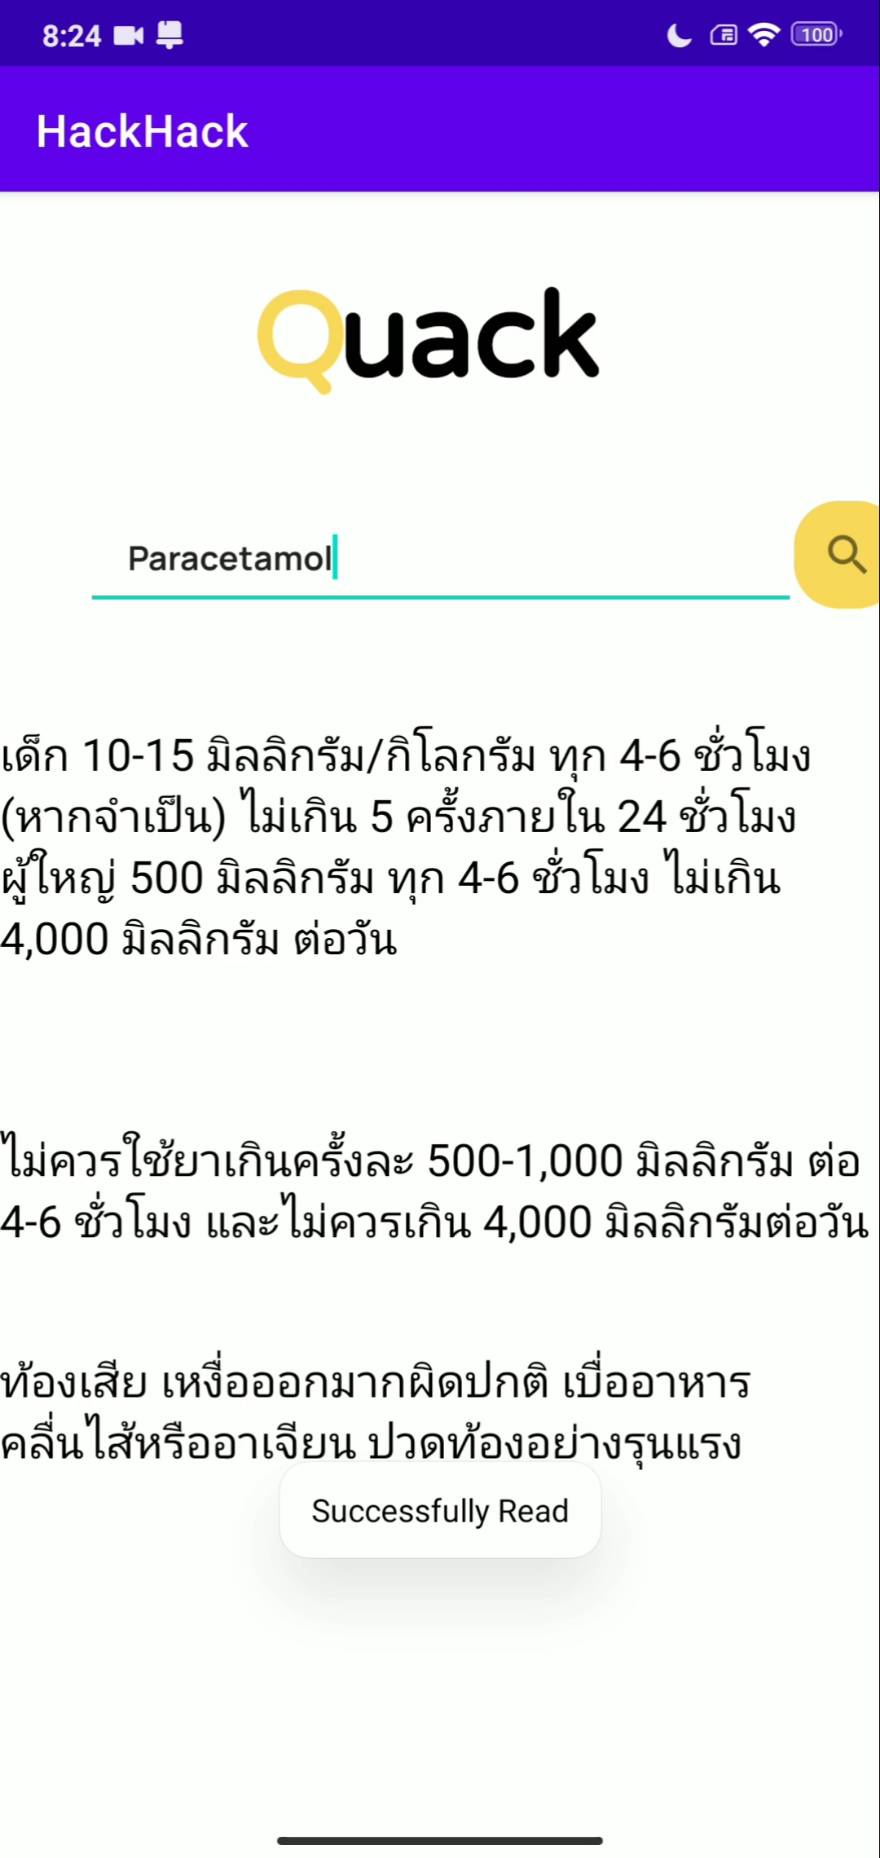 8:24
100
HackHack
Quack
Paracetamol
เด็ก 10-15 มิลลิกรัม/กิโลกรัม ทุก 4-6 ชั่วโมง
(หากจำเป็น) ไม่เกิน 5 ครั้งภายใน 24 ชั่วโมง
ผู้ใหญ่ 500 มิลลิกรัม ทุก 4-6 ชั่วโมง ไม่เกิน
4,000 มิลลิกรัม ต่อวัน
ไม่ควรใช้ยาเกินครั้งละ 500-1,000 มิลลิกรัม ต่อ
4-6 ชั่วโมง และไม่ควรเกิน 4,000 มิลลิกรัมต่อวัน
ท้องเสีย เหงื่อออกมากผิดปกติ เบื่ออาหาร
คลื่นไส้หรืออาเจียน ปวดท้องอย่างรุนแรง
Successfully Read